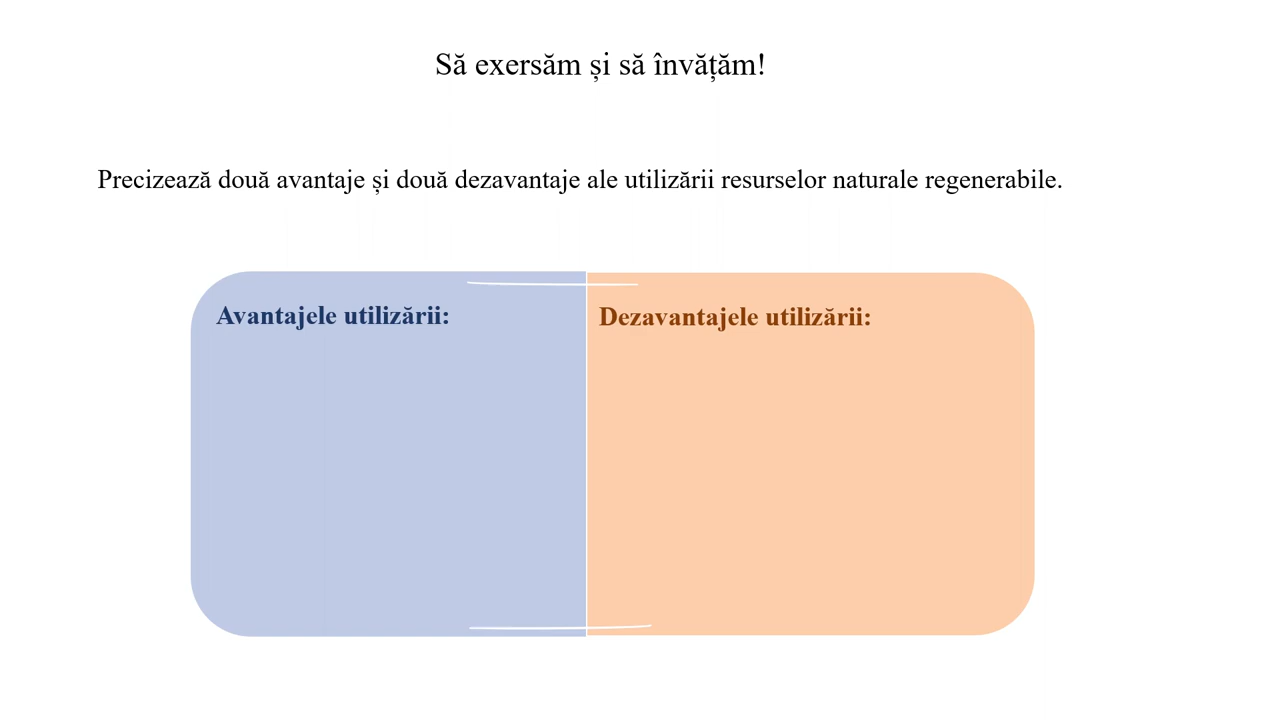 Să exersăm și să învățăm!
Precizează două avantaje și două dezavantaje ale utilizării resurselor naturale regenerabile.
Avantajele utilizării:
Dezavantajele utilizării: